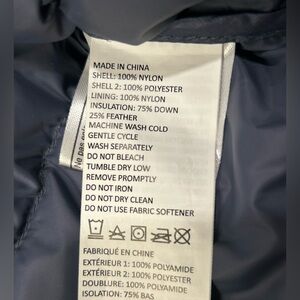 MADE IN CHINA
SHELL: 100% NYLON
SHELL 2: 100% POLYESTER
LINING: 100% NYLON
INSULATION: 75% DOWN
25% FEATHER
MACHINE WASH COLD
GENTLE CYCLE
WASH SEPARATELY
DO NOT BLEACH
TUMBLE DRY LOW
REMOVE PROMPTLY
DO NOT IRON
DO NOT DRY CLEAN
DO NOT USE FABRIC SOFTENER
FABRIQUÉ EN CHINE
EXTÉRIEUR 1: 100% POLYAMIDE
EXTÉRIEUR 2: 100% POLYESTER
DOUBLURE: 100% POLYAMIDE
ISOLATION: 75% BAS
Ne pas